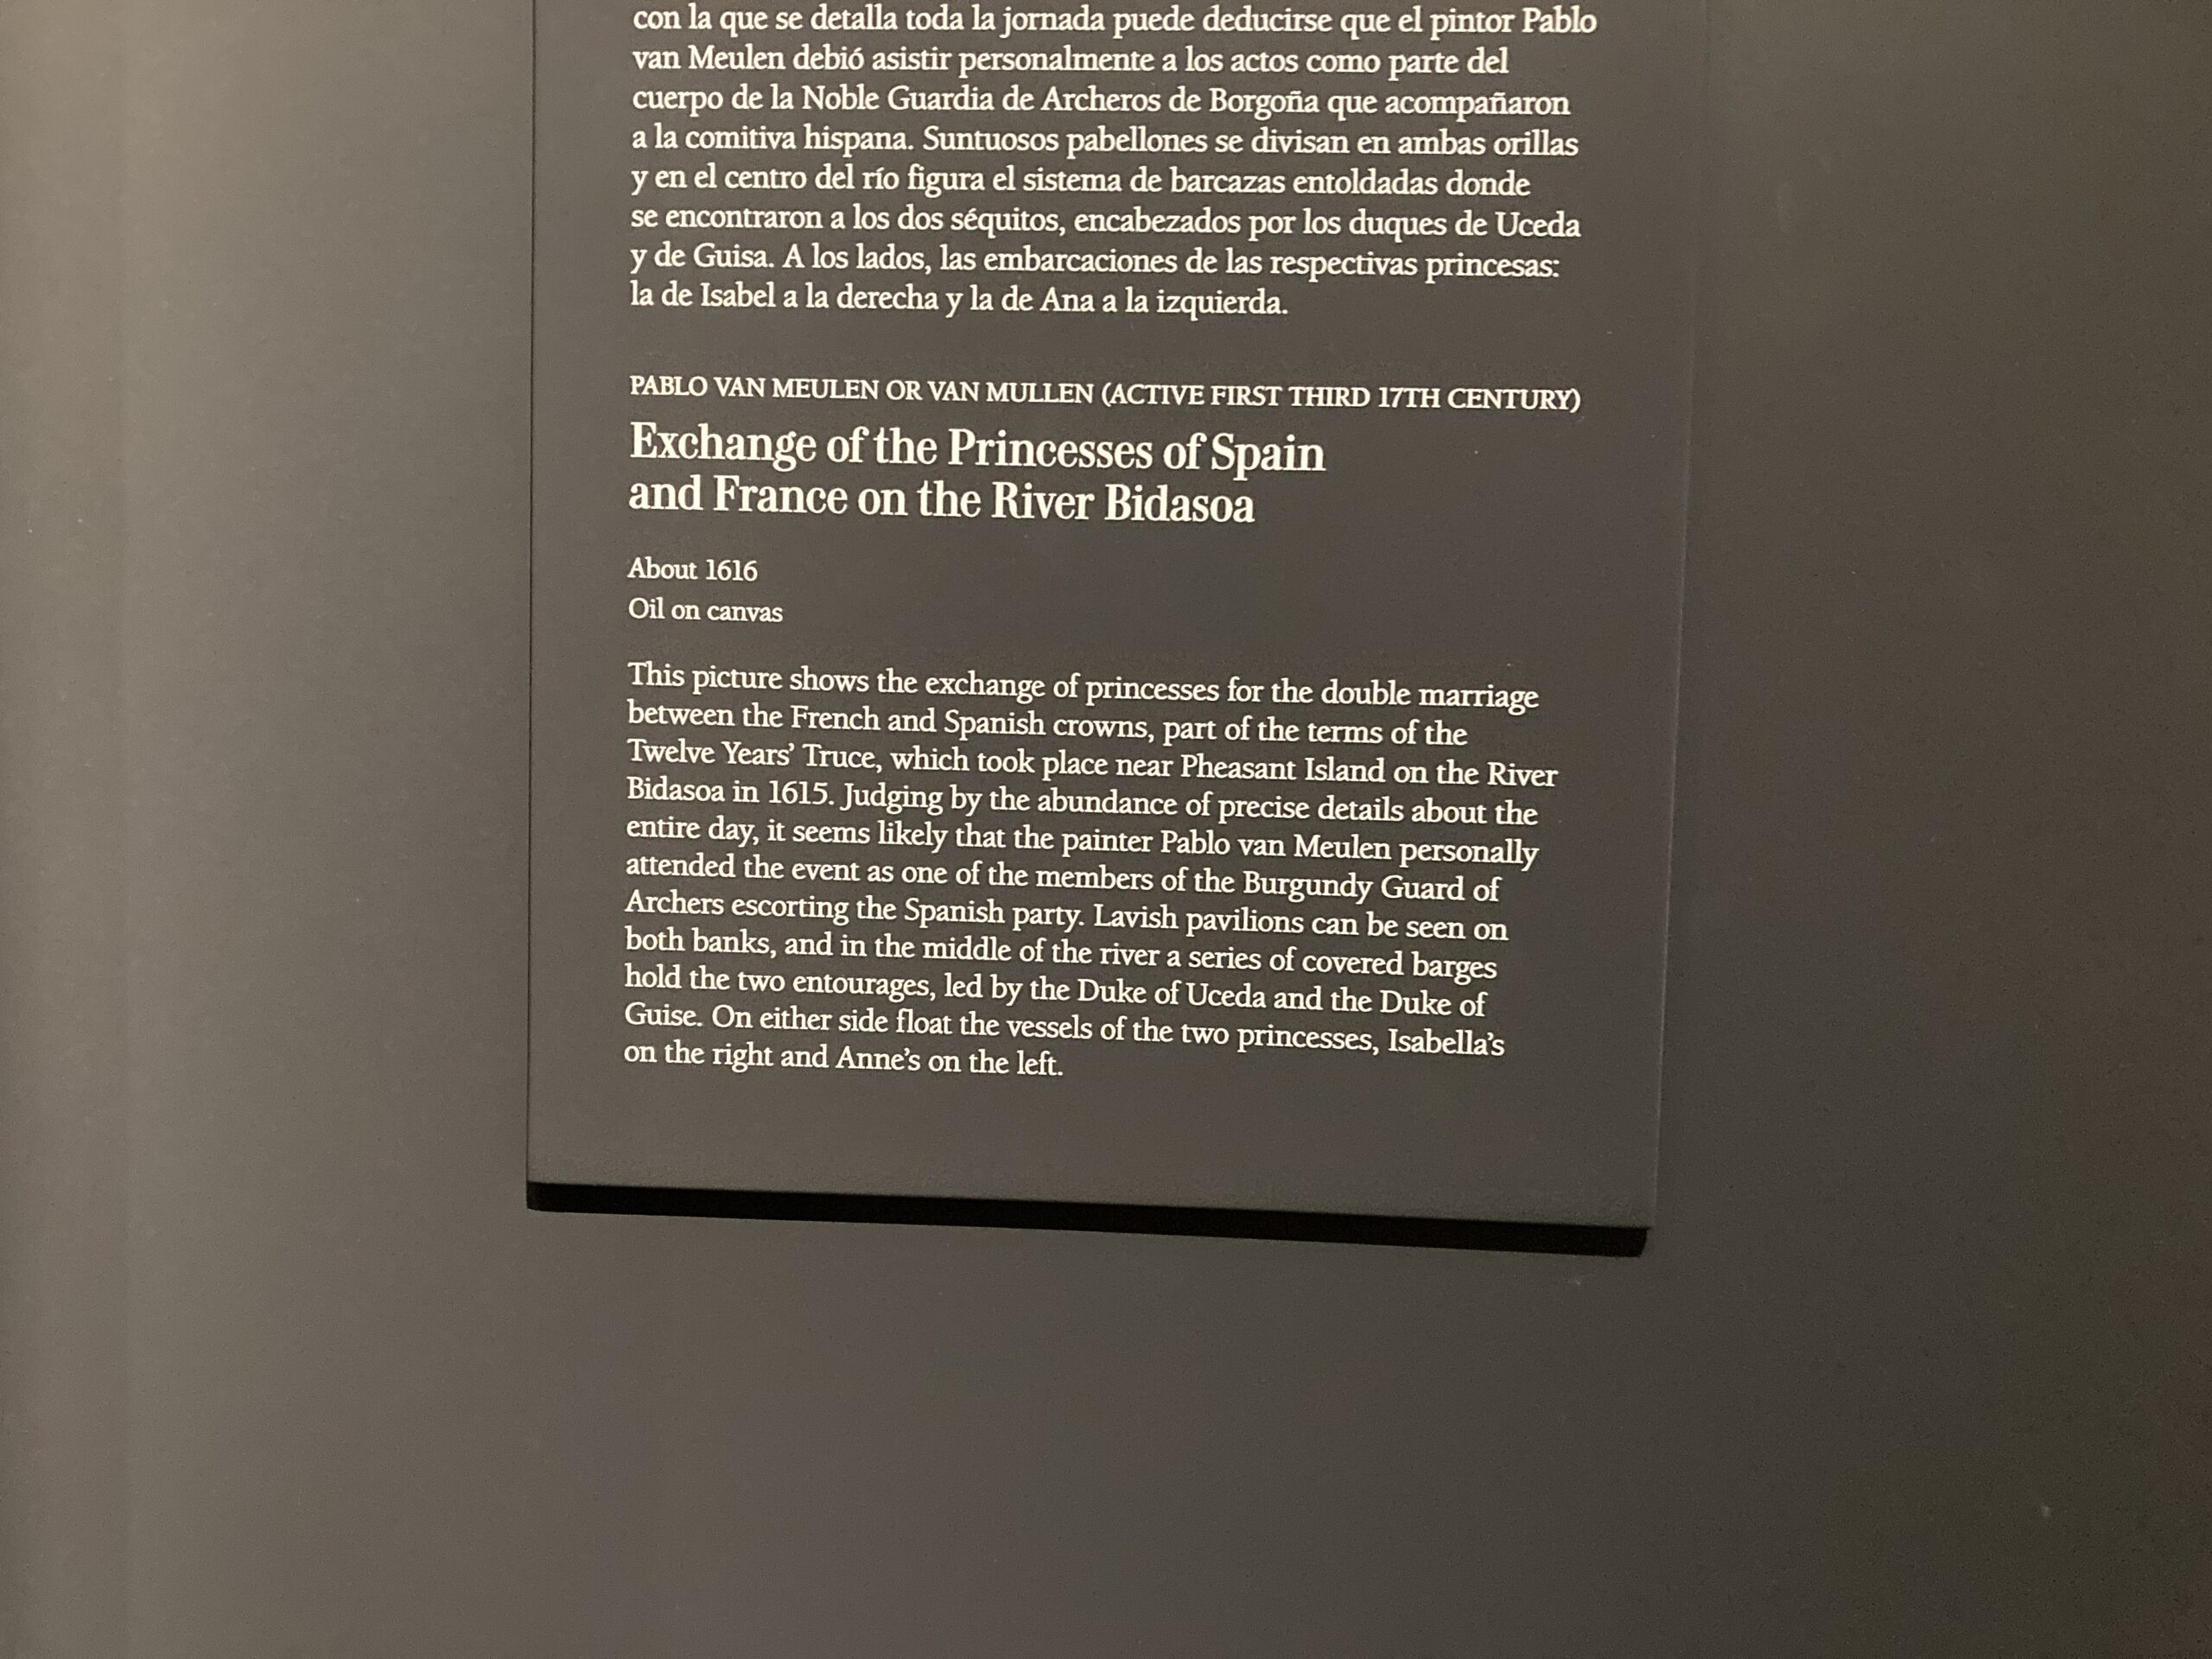 con la que se detalla toda la jornada puede deducirse que el pintor Pablo
van Meulen debió asistir personalmente a los actos como parte del
cuerpo de la Noble Guardia de Archeros de Borgoña que acompañaron
a la comitiva hispana. Suntuosos pabellones se divisan en ambas orillas
y en el centro del río figura el sistema de barcazas entoldadas donde
se encontraron a los dos séquitos, encabezados por los duques de Uceda
y de Guisa. A los lados, las embarcaciones de las respectivas princesas:
la de Isabel a la derecha y la de Ana a la izquierda.
PABLO VAN MEULEN OR VAN MULLEN (ACTIVE FIRST THIRD 17TH CENTURY)
Exchange of the Princesses of Spain
and France on the River Bidasoa
About 1616
Oil on canvas
This picture shows the exchange of princesses for the double marriage
between the French and Spanish crowns, part of the terms of the
Twelve Years’ Truce, which took place near Pheasant Island on the River
Bidasoa in 1615. Judging by the abundance of precise details about the
entire day, it seems likely that the painter Pablo van Meulen personally
attended the event as one of the members of the Burgundy Guard of
Archers escorting the Spanish party. Lavish pavilions can be seen on
both banks, and in the middle of the river a series of covered barges
hold the two entourages, led by the Duke of Uceda and the Duke of
Guise. On either side float the vessels of the two princesses, Isabella’s
on the right and Anne’s on the left.